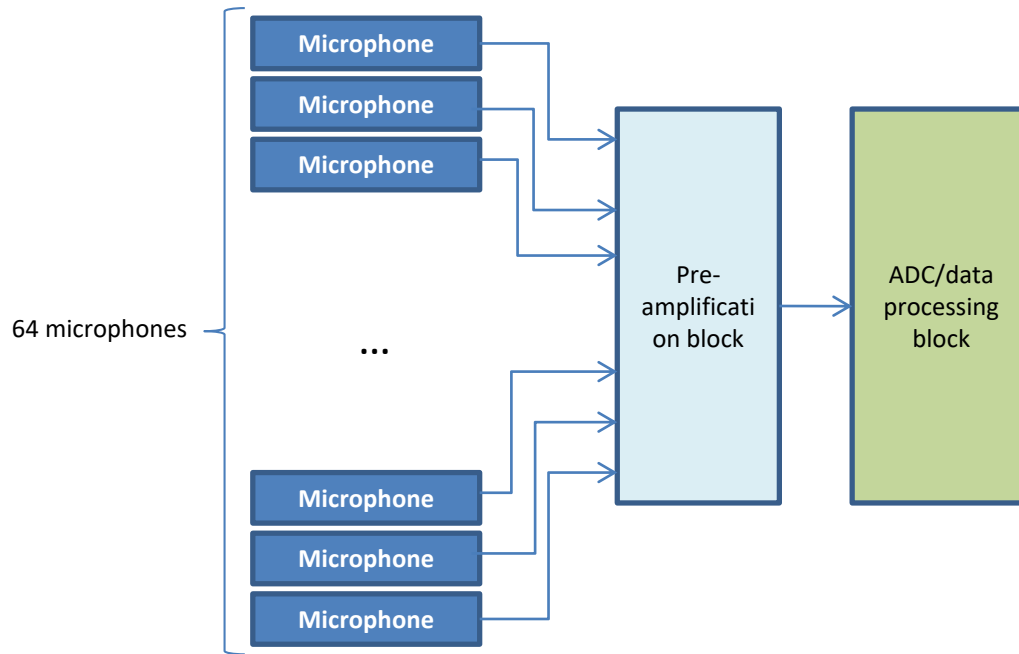 Microphone
Microphone
Microphone
64 microphones
...
Pre-
amplificati
on block
ADC/data
processing
block
Microphone
Microphone
Microphone